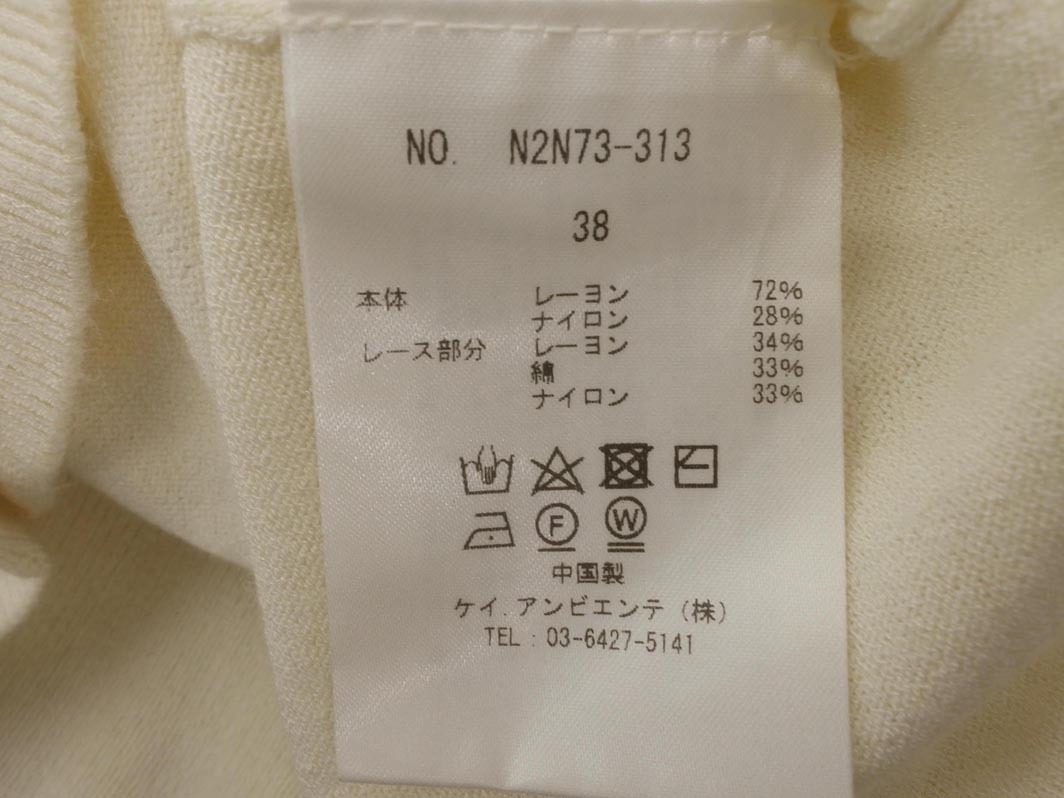 NO. N2N73-313
38
本体 レーヨン 72%
ナイロン 28%
レース部分 レーヨン 34%
綿 33%
ナイロン 33%
F W
中国製
ケイ.アンビエンテ(株)
TEL : 03-6427-5141